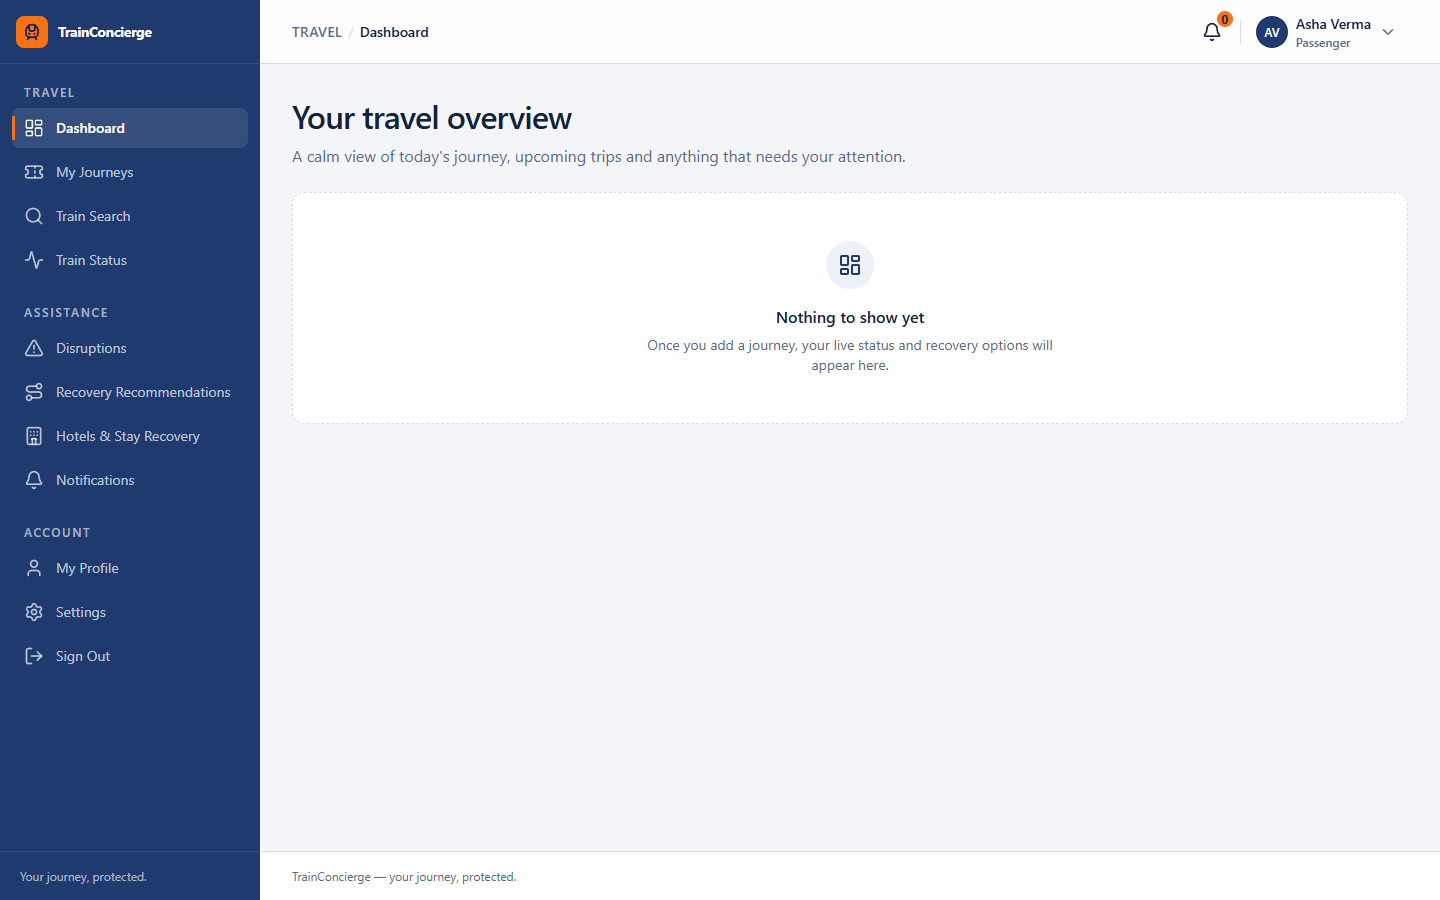 TrainConcierge
TRAVEL / Dashboard
0
AV
Asha Verma
Passenger
TRAVEL
Dashboard
My Journeys
Train Search
Train Status
ASSISTANCE
Disruptions
Recovery Recommendations
Hotels & Stay Recovery
Notifications
ACCOUNT
My Profile
Settings
Sign Out
Your journey, protected.
Your travel overview
A calm view of today's journey, upcoming trips and anything that needs your attention.
Nothing to show yet
Once you add a journey, your live status and recovery options will
appear here.
TrainConcierge — your journey, protected.